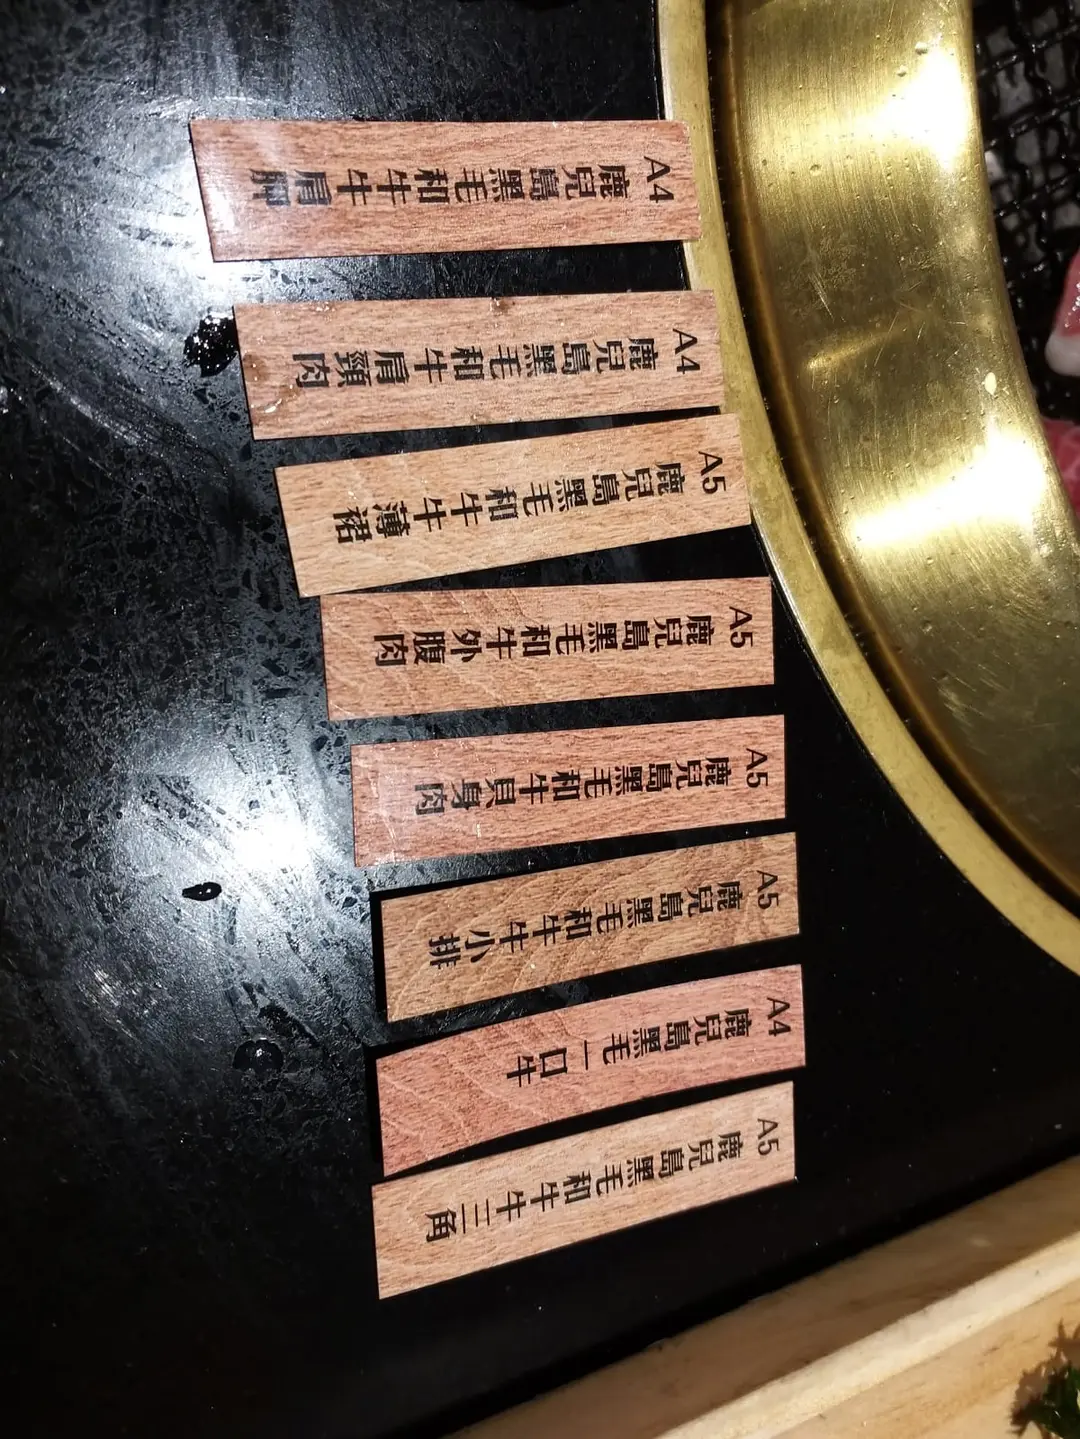 A4 鹿兒島黑毛和牛牛肩胛
A4 鹿兒島黑毛和牛肩頸肉
A5 鹿兒島黑毛和牛牛薄裙
A5 鹿兒島黑毛和牛外腹肉
A5 鹿兒島黑毛和牛貝身肉
A5 鹿兒島黑毛和牛牛小排
A4 鹿兒島黑毛一口牛
A5 鹿兒島黑毛和牛牛三角